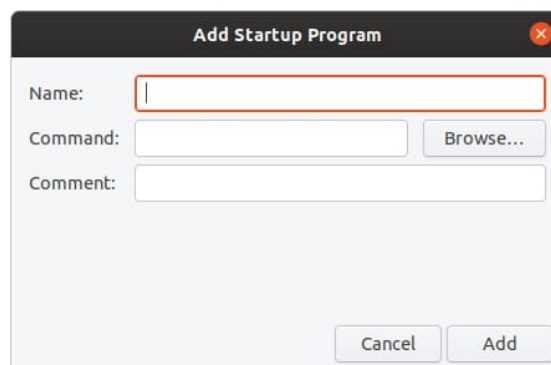 Add Startup Program
Name:
Command:
Browse...
Comment:
Cancel
Add